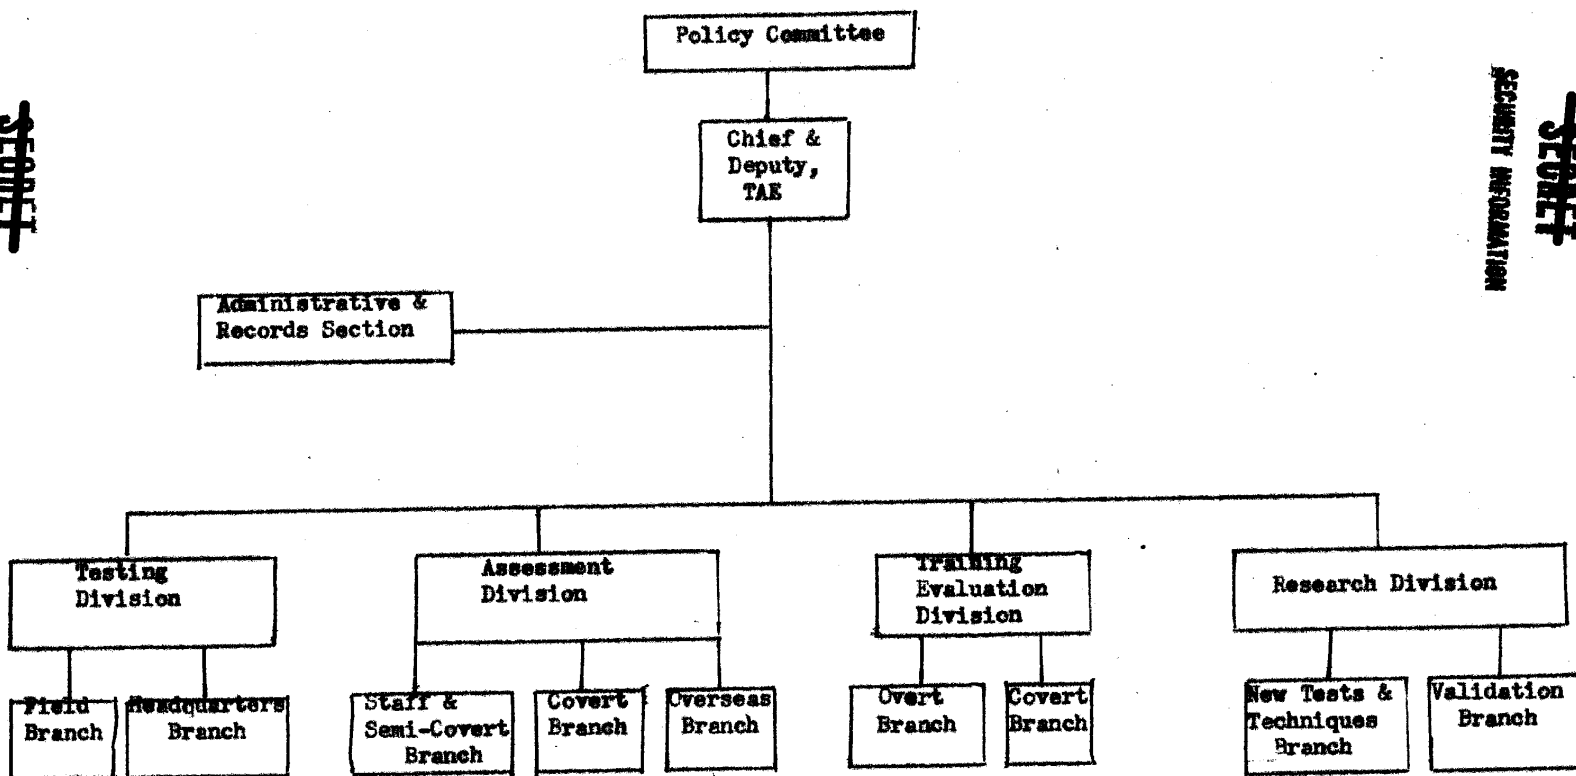 Policy Committee
SECRET
SECRET
SECURITY INFORMATION
SECRET
SECRET
Chief &
Deputy,
TAE
Administrative &
Records Section
Testing
Division
Assessment
Division
Training
Evaluation
Division
Research Division
Field
Branch
Headquarters
Branch
Staff &
Semi-Covert
Branch
Covert
Branch
Overseas
Branch
Overt
Branch
Covert
Branch
New Tests &
Techniques
Branch
Validation
Branch